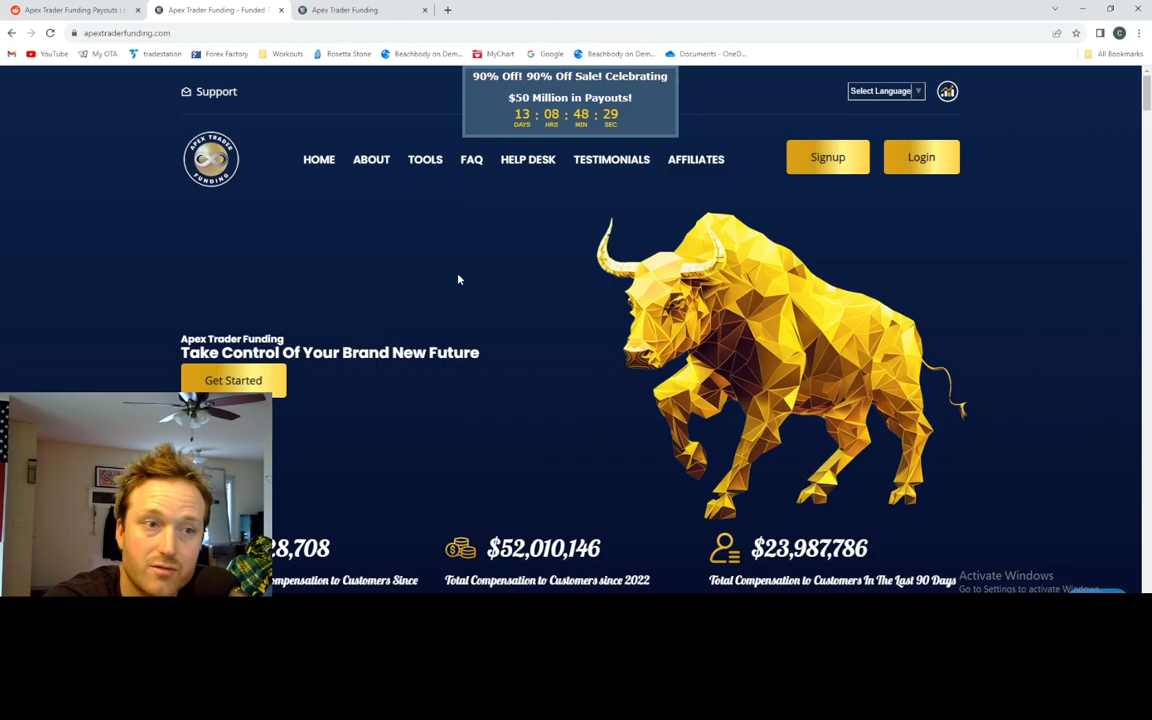 Apex Trader Funding Payouts : 
Apex Trader Funding - Funded T
Apex Trader Funding
apextraderfunding.com
YouTube
My OTA
tradestation
Forex Factory
Workouts
Rosetta Stone
Beachbody on Dem...
MyChart
Google
Beachbody on Dem...
Documents - OneD...
All Bookmarks
Support
90% Off! 90% Off Sale! Celebrating
$50 Million in Payouts!
13 : 08 : 48 : 29
DAYS HRS MIN SEC
Select Language
APEX TRADER
FUNDING
HOME
ABOUT
TOOLS
FAQ
HELP DESK
TESTIMONIALS
AFFILIATES
Signup
Login
Apex Trader Funding
Take Control Of Your Brand New Future
Get Started
28,708
$52,010,146
$23,987,786
ompensation to Customers Since
Total Compensation to Customers since 2022
Total Compensation to Customers In The Last 90 Days
Activate Windows
Go to Settings to activate Windows.